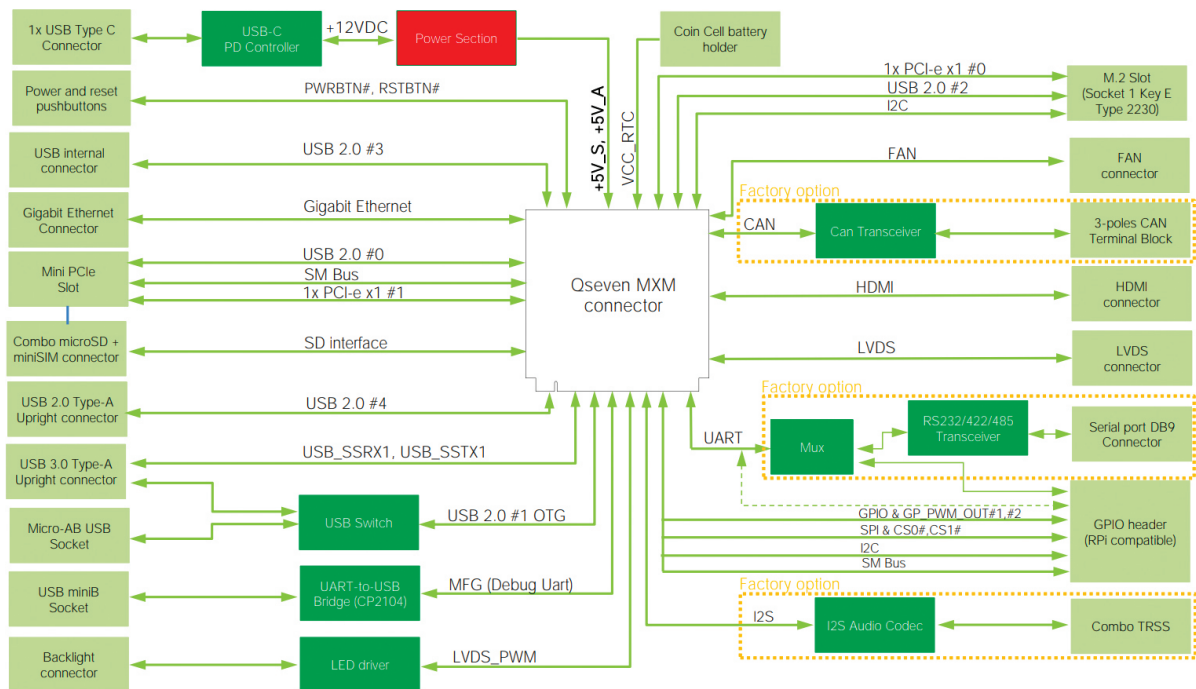 1x USB Type C
Connector
USB-C
PD Controller
+12VDC
Power Section
Coin Cell battery
holder
1x PCI-e x1 #0
USB 2.0 #2
I2C
M.2 Slot
(Socket 1 Key E
Type 2230)
Power and reset
pushbuttons
PWRBTN#, RSTBTN#
+5V_S, +5V_A
VCC_RTC
USB internal
connector
USB 2.0 #3
FAN
FAN
connector
Gigabit Ethernet
Connector
Gigabit Ethernet
Factory option
CAN
Can Transceiver
3-poles CAN
Terminal Block
Mini PCIe
Slot
USB 2.0 #0
SM Bus
1x PCI-e x1 #1
Qseven MXM
connector
HDMI
HDMI
connector
Combo microSD +
miniSIM connector
SD interface
LVDS
LVDS
connector
USB 2.0 Type-A
Upright connector
USB 2.0 #4
Factory option
UART
Mux
RS232/422/485
Transceiver
Serial port DB9
Connector
USB 3.0 Type-A
Upright connector
USB_SSRX1, USB_SSTX1
Micro-AB USB
Socket
USB Switch
USB 2.0 #1 OTG
GPIO & GP_PWM_OUT#1,#2
SPI & CS0#,CS1#
I2C
SM Bus
GPIO header
(RPi compatible)
USB miniB
Socket
UART-to-USB
Bridge (CP2104)
MFG (Debug Uart)
Factory option
I2S
I2S Audio Codec
Combo TRSS
Backlight
connector
LED driver
LVDS_PWM